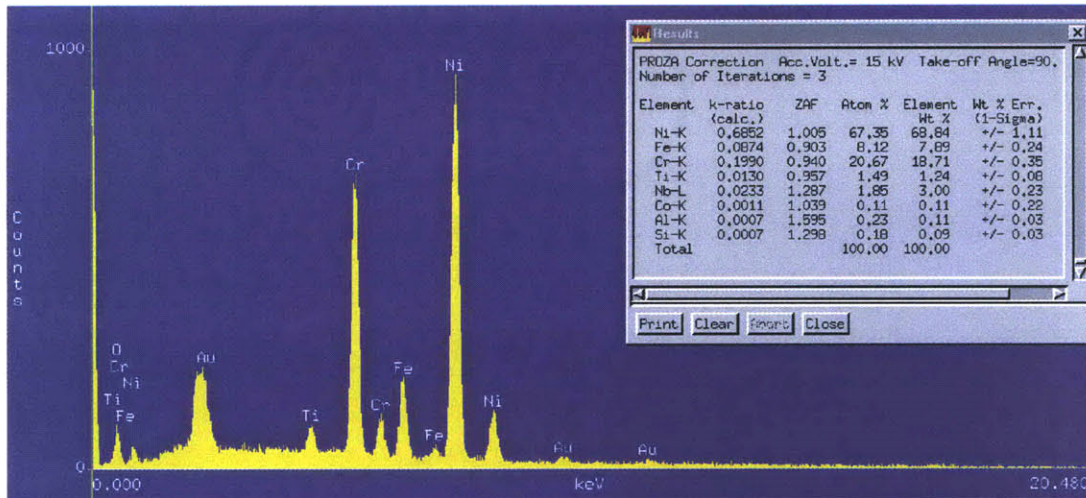 1000
Counts
0
0.000
keV
20.480
O
Cr
Ni
Ti
Fe
Au
Ti
Cr
Cr
Fe
Fe
Ni
Ni
Au
Au
Results
PROZA Correction Acc.Volt.= 15 kV Take-off Angle=90.
Number of Iterations = 3
Element k-ratio ZAF Atom % Element Wt % Err.
(calc.) Wt % (1-Sigma)
Ni-K 0.6852 1.005 67.35 68.84 +/- 1.11
Fe-K 0.0874 0.903 8.12 7.89 +/- 0.24
Cr-K 0.1990 0.940 20.67 18.71 +/- 0.35
Ti-K 0.0130 0.957 1.49 1.24 +/- 0.08
Nb-L 0.0233 1.287 1.85 3.00 +/- 0.23
Co-K 0.0011 1.039 0.11 0.11 +/- 0.22
Al-K 0.0007 1.595 0.23 0.11 +/- 0.03
Si-K 0.0007 1.298 0.18 0.09 +/- 0.03
Total 100.00 100.00
Print Clear Abort Close